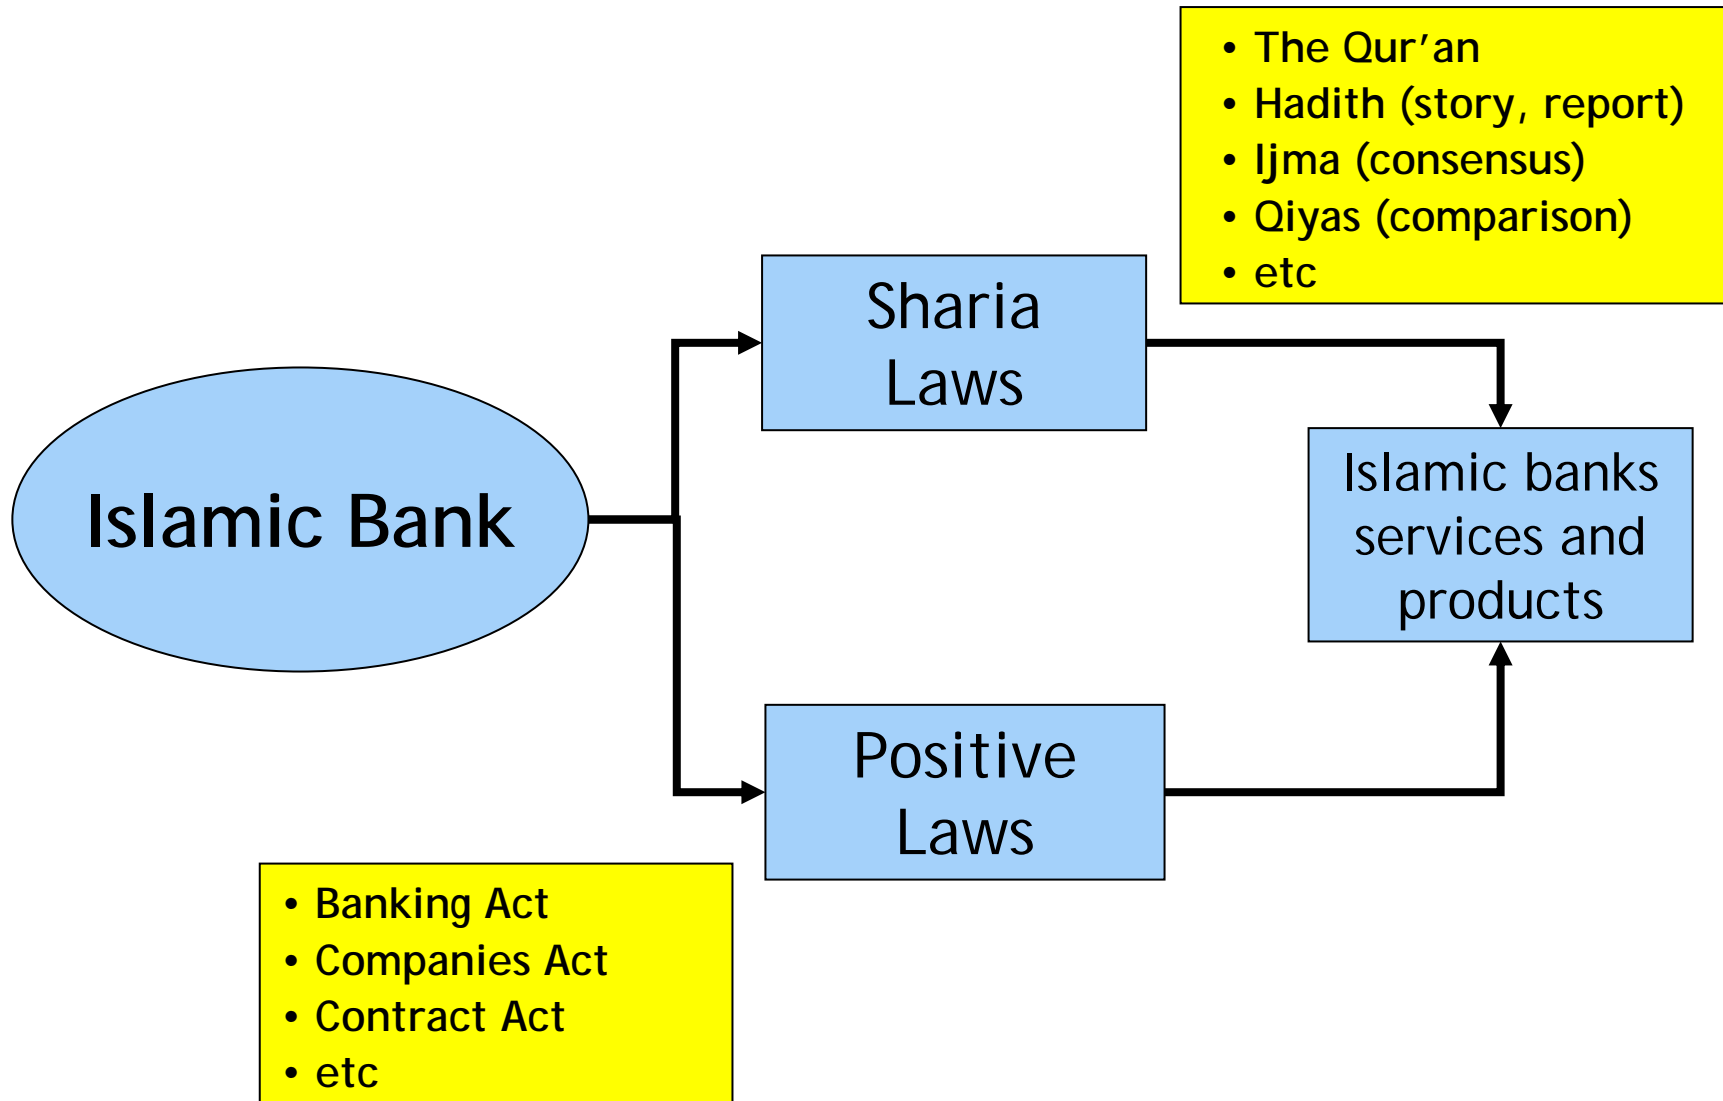 • The Qur’an
• Hadith (story, report)
• Ijma (consensus)
• Qiyas (comparison)
• etc
Sharia
Laws
Islamic Bank
Islamic banks
services and
products
Positive
Laws
• Banking Act
• Companies Act
• Contract Act
• etc